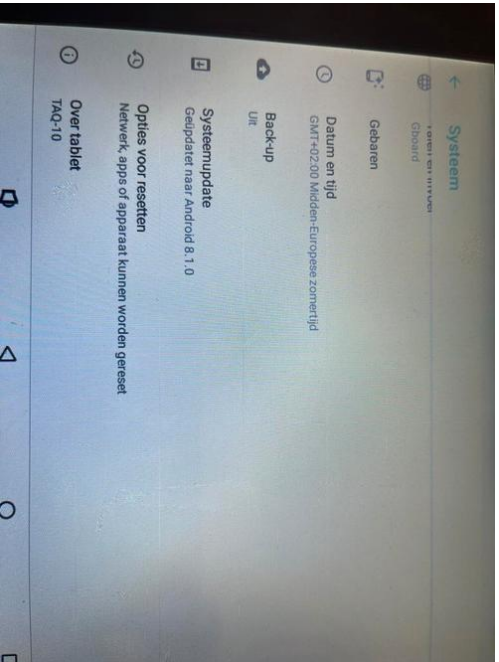 Systeem
Gboard
Gebaren
Datum en tijd
GMT+02:00 Midden-Europese zomertijd
Back-up
Uit
Systeemupdate
Geüpdatet naar Android 8.1.0
Opties voor resetten
Netwerk, apps of apparaat kunnen worden gereset
Over tablet
TAQ-10